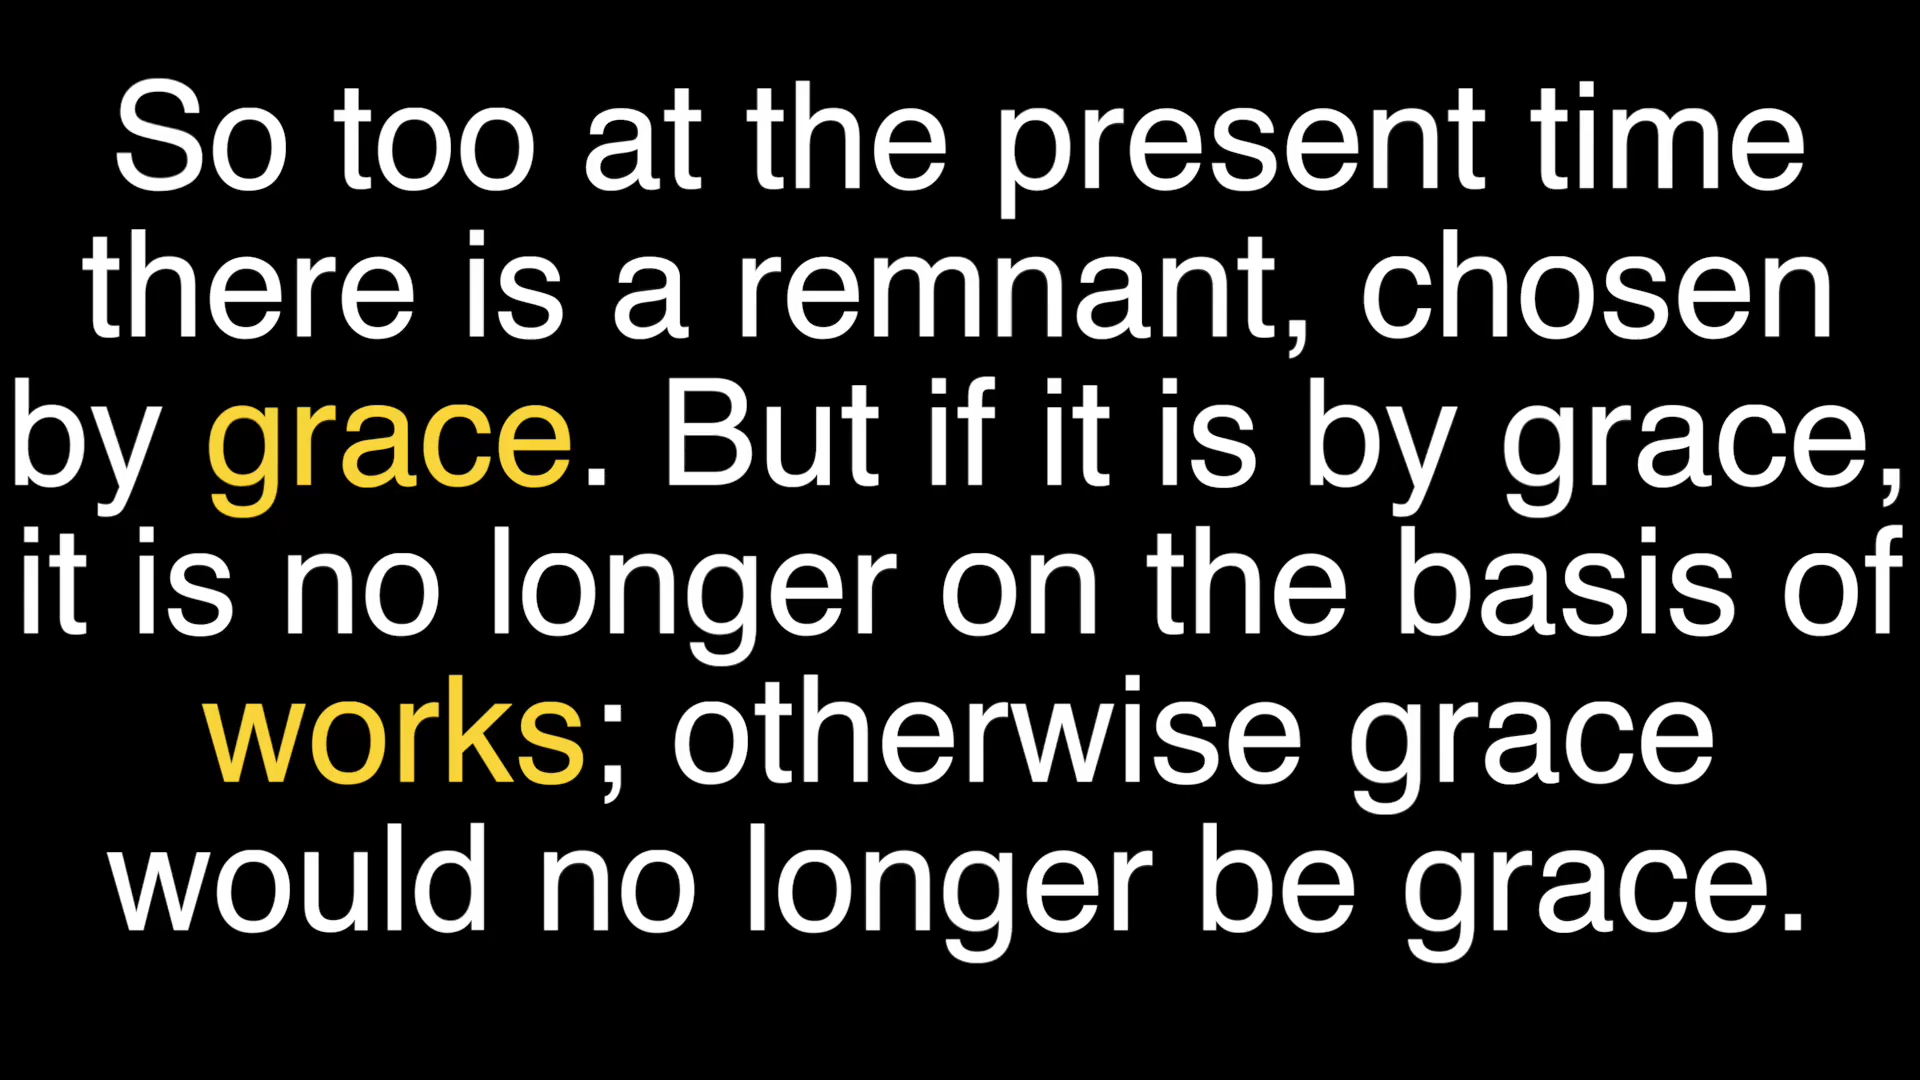 So too at the present time
there is a remnant, chosen
by grace. But if it is by grace,
it is no longer on the basis of
works; otherwise grace
would no longer be grace.